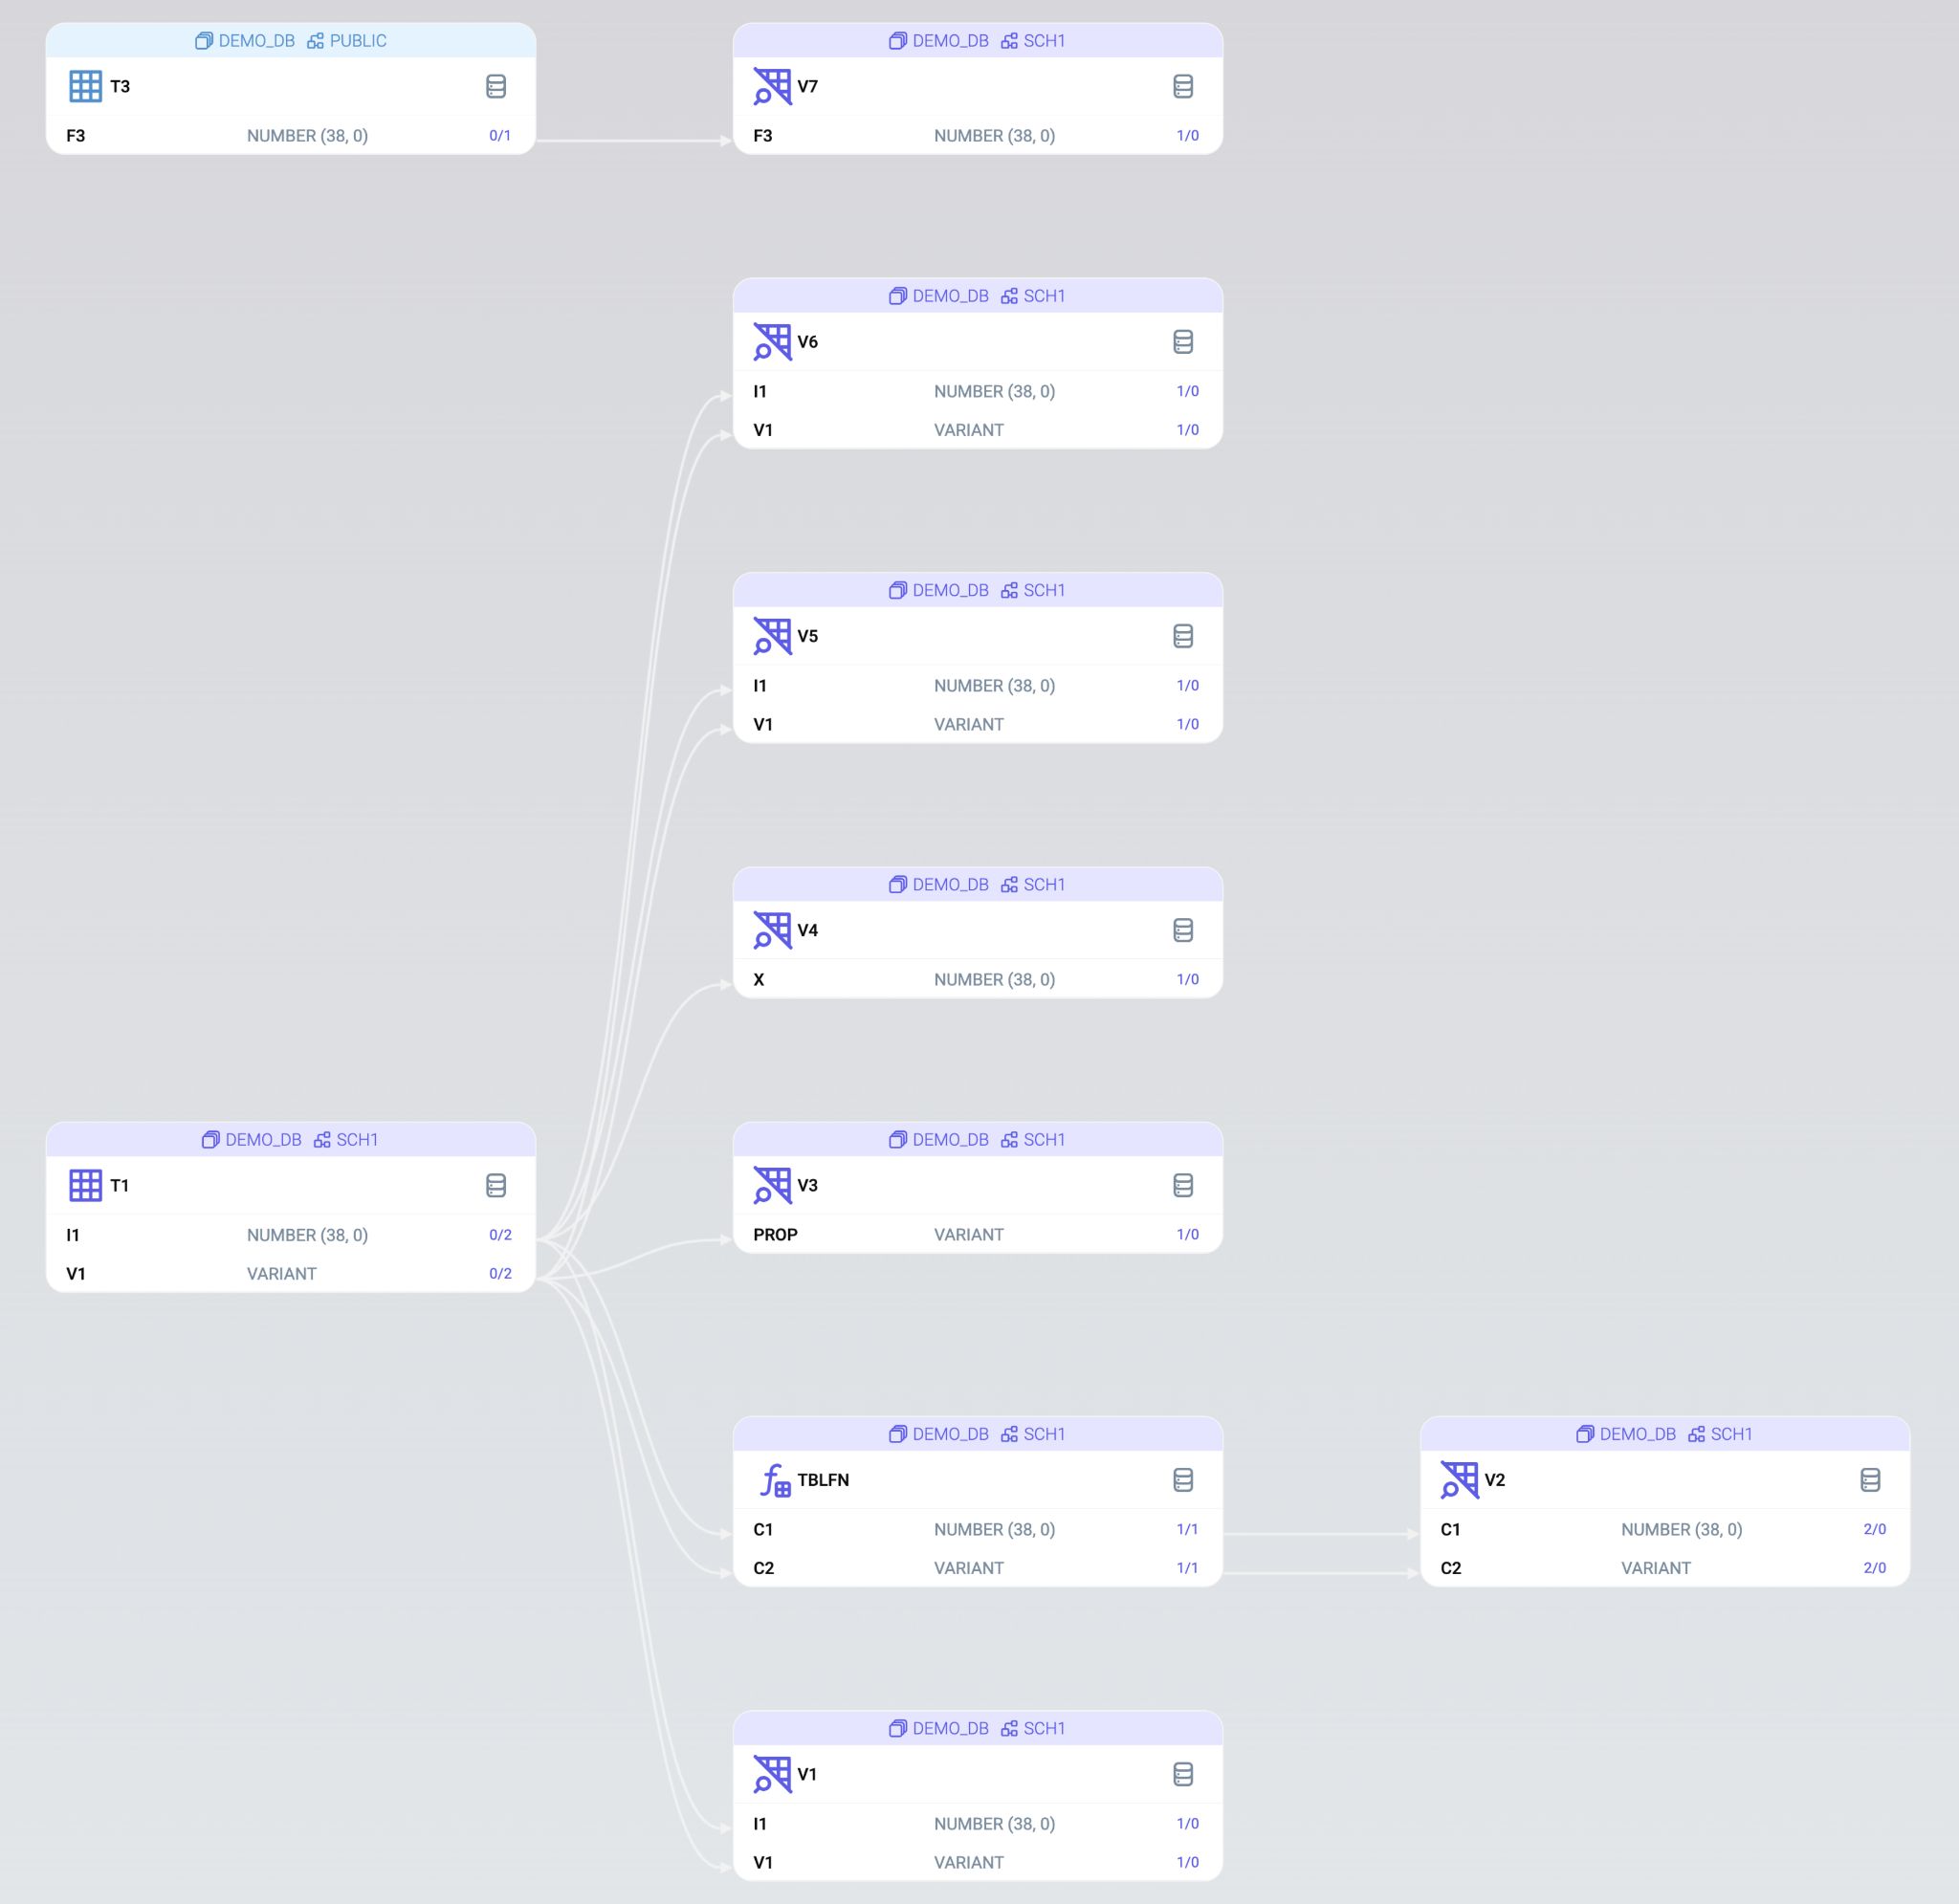 DEMO_DB PUBLIC
T3
F3 NUMBER (38, 0) 0/1
DEMO_DB SCH1
V7
F3 NUMBER (38, 0) 1/0
DEMO_DB SCH1
V6
I1 NUMBER (38, 0) 1/0
V1 VARIANT 1/0
DEMO_DB SCH1
V5
I1 NUMBER (38, 0) 1/0
V1 VARIANT 1/0
DEMO_DB SCH1
V4
X NUMBER (38, 0) 1/0
DEMO_DB SCH1
T1
I1 NUMBER (38, 0) 0/2
V1 VARIANT 0/2
DEMO_DB SCH1
V3
PROP VARIANT 1/0
DEMO_DB SCH1
TBLFN
C1 NUMBER (38, 0) 1/1
C2 VARIANT 1/1
DEMO_DB SCH1
V2
C1 NUMBER (38, 0) 2/0
C2 VARIANT 2/0
DEMO_DB SCH1
V1
I1 NUMBER (38, 0) 1/0
V1 VARIANT 1/0